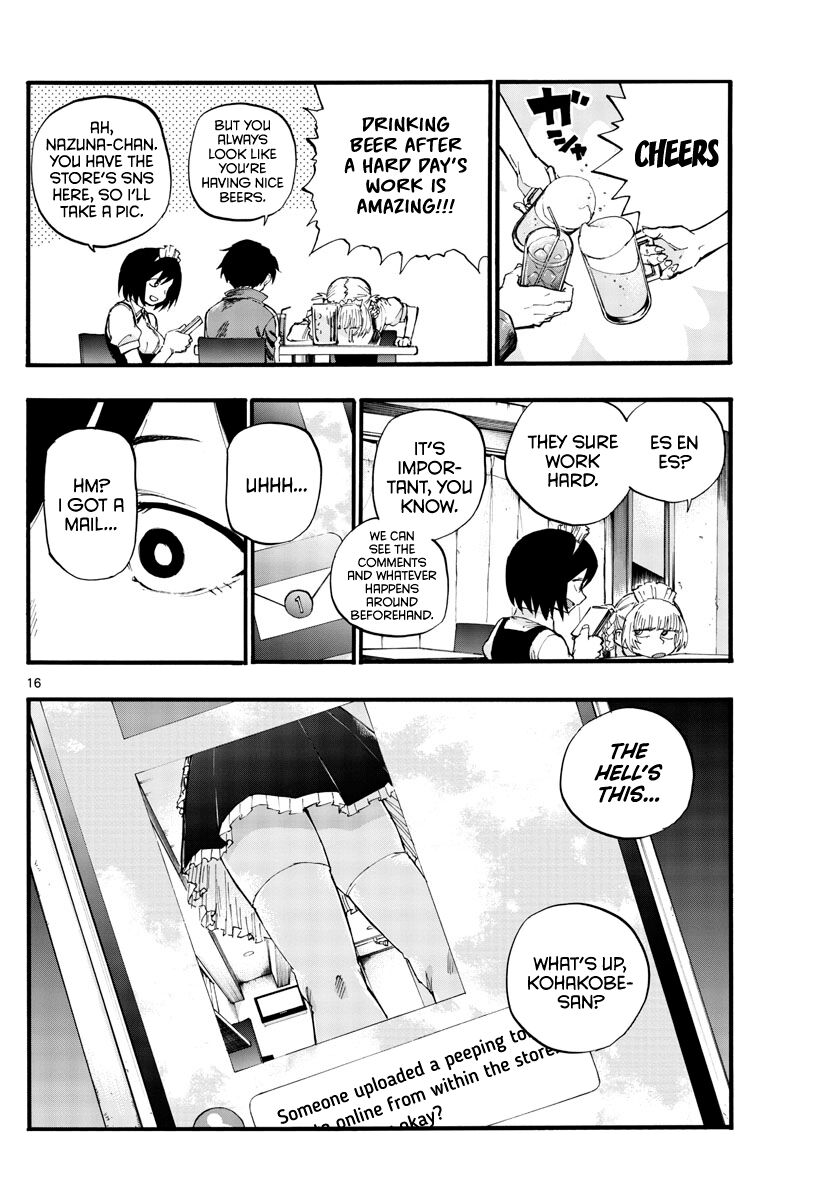 CHEERS
ガ
シャ
DRINKING
BEER AFTER
A HARD DAY'S
WORK IS
AMAZING!!!
BUT YOU
ALWAYS
LOOK LIKE
YOU'RE
HAVING NICE
BEERS.
AH,
NAZUNA-CHAN.
YOU HAVE THE
STORE'S SNS
HERE, SO I'LL
TAKE A PIC.
ES EN
ES?
THEY SURE
WORK
HARD.
IT'S
IMPOR-
TANT, YOU
KNOW.
WE CAN
SEE THE
COMMENTS
AND WHATEVER
HAPPENS
AROUND
BEFOREHAND.
UHHH...
1
HM?
I GOT A
MAIL...
16
THE
HELL'S
THIS...
WHAT'S UP,
KOHAKOBE-
SAN?
Someone uploaded a peeping to
online from within the store.
okay?